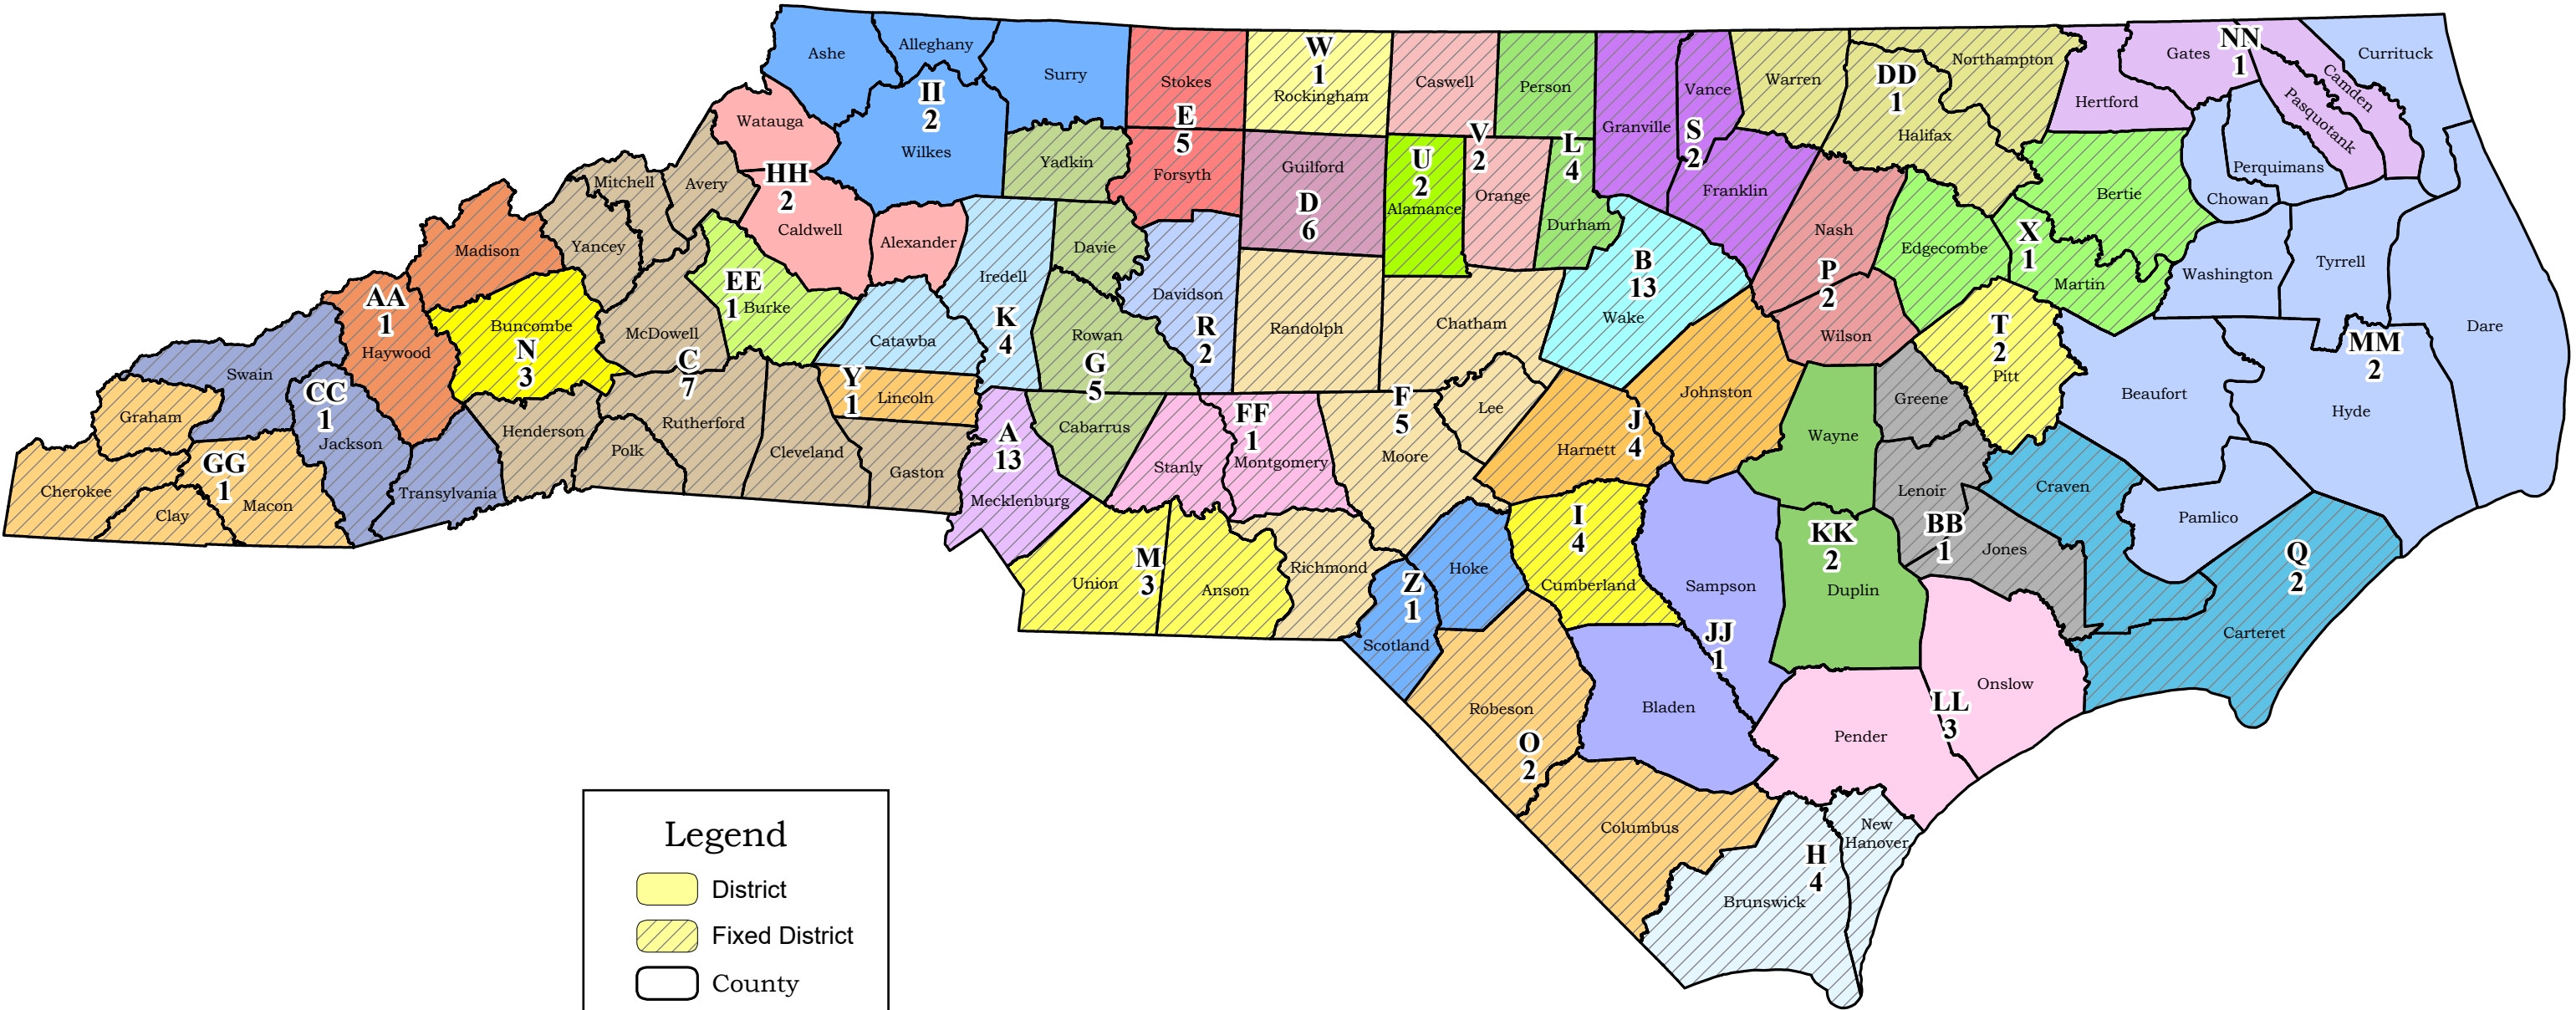 Ashe
Alleghany
Surry
Stokes
E
5
Forsyth
W
1
Rockingham
Caswell
Person
V
2
Orange
L
4
Durham
Granville
Vance
S
2
Franklin
Warren
DD
1
Halifax
Northampton
Hertford
Gates
NN
1
Camden
Pasquotank
Currituck
Perquimans
Chowan
Bertie
II
2
Wilkes
Watauga
HH
2
Caldwell
Alexander
Yadkin
Guilford
D
6
U
2
Alamance
Mitchell
Avery
Yancey
Madison
Buncombe
N
3
McDowell
C
7
EE
1
Burke
Catawba
Iredell
K
4
Davie
Davidson
R
2
Rowan
G
5
Randolph
Chatham
B
13
Wake
Nash
P
2
Wilson
Edgecombe
X
1
Martin
Washington
Tyrrell
Dare
MM
2
Hyde
Beaufort
T
2
Pitt
AA
1
Haywood
Swain
CC
1
Jackson
Graham
Cherokee
Clay
GG
1
Macon
Transylvania
Henderson
Polk
Rutherford
Cleveland
Y
1
Lincoln
Gaston
A
13
Mecklenburg
Cabarrus
Stanly
FF
1
Montgomery
F
5
Moore
Lee
J
4
Harnett
Johnston
Wayne
Greene
Lenoir
BB
1
Jones
Craven
Pamlico
Q
2
Carteret
M
3
Union
Anson
Richmond
Z
1
Scotland
Hoke
I
4
Cumberland
Sampson
JJ
1
KK
2
Duplin
Onslow
LL
3
Pender
Robeson
O
2
Bladen
Columbus
H
4
Brunswick
New
Hanover
Legend
District
Fixed District
County